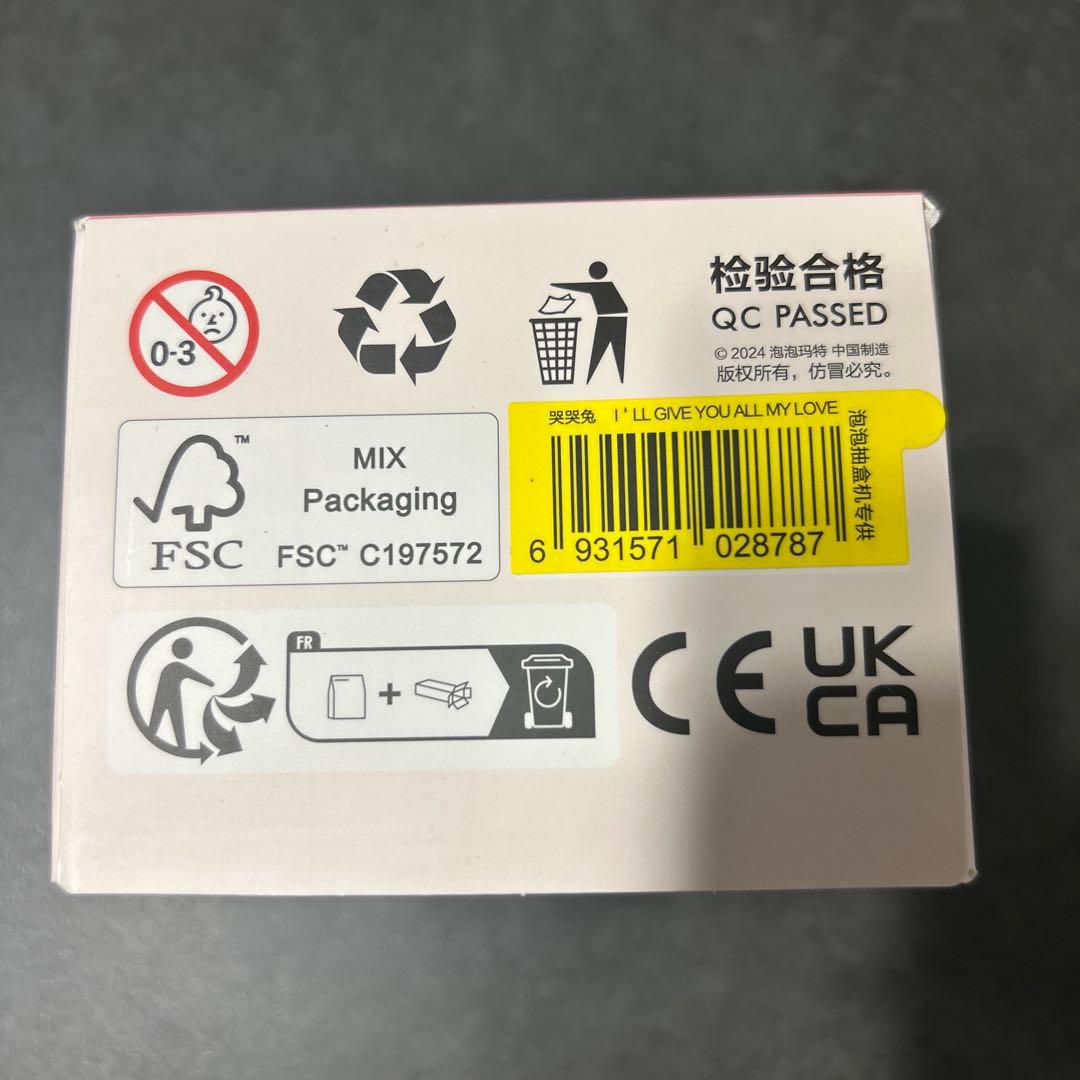 0-3
检验合格
QC PASSED
© 2024 泡泡玛特 中国制造
版权所有，仿冒必究。
FSC™
MIX
Packaging
FSC™ C197572
哭哭兔 I'LL GIVE YOU ALL MY LOVE
泡泡抽盒机专供
6 931571 028787
FR
CE
UK
CA